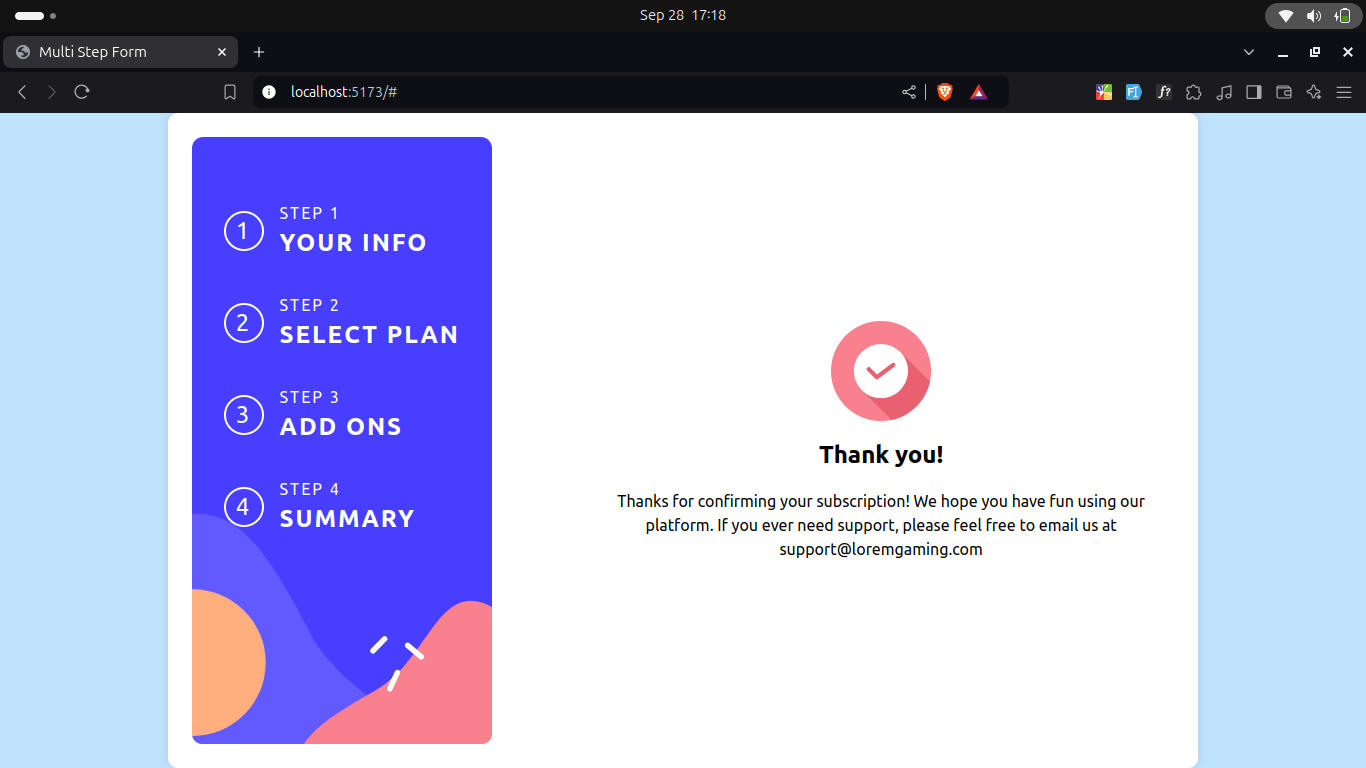 Sep 28 17:18
Multi Step Form
localhost:5173/#
1
STEP 1
YOUR INFO
2
STEP 2
SELECT PLAN
3
STEP 3
ADD ONS
4
STEP 4
SUMMARY
Thank you!
Thanks for confirming your subscription! We hope you have fun using our
platform. If you ever need support, please feel free to email us at
support@loremgaming.com